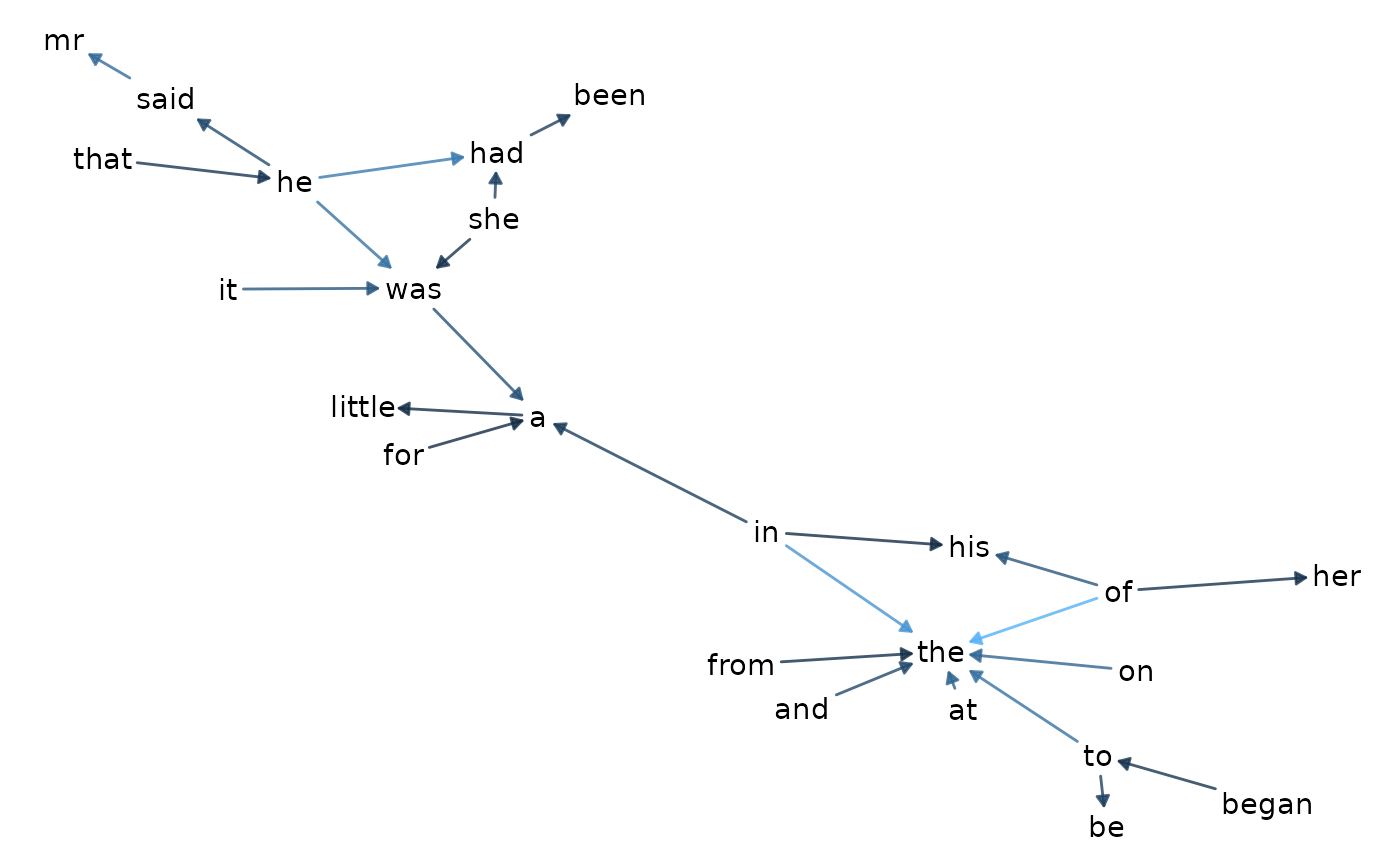 mr
said
been
that
he
had
she
it
was
little
a
for
in
his
her
of
the
from
on
and
at
to
began
be